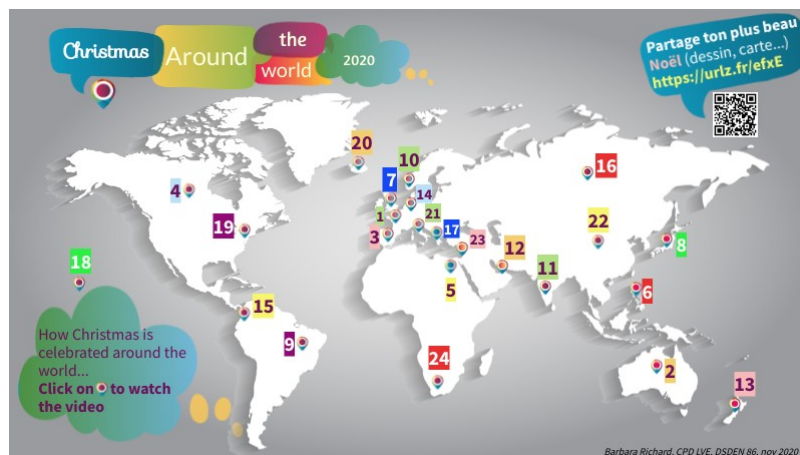 Christmas
Around
the
world
2020
Partage ton plus beau
Noël (dessin, carte...)
https://urlz.fr/efxE
20
10
16
4
7
14
1
21
19
3
17
23
22
12
8
18
11
5
6
15
9
24
2
13
How Christmas is
celebrated around the
world...
Click on to watch
the video
Barbara Richard, CPD LVE, DSDEN 86, nov 2020